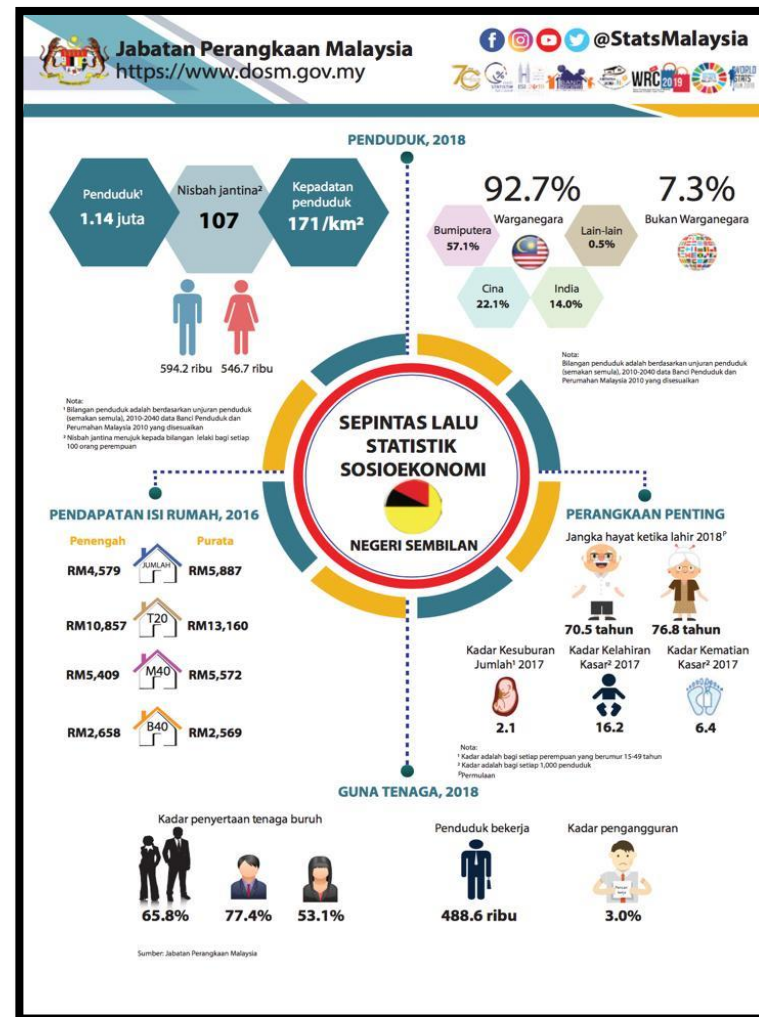 Jabatan Perangkaan Malaysia
https://www.dosm.gov.my
@StatsMalaysia
WRC 2019
PENDUDUK, 2018
Penduduk¹
1.14 juta
Nisbah jantina²
107
Kepadatan
penduduk
171/km²
594.2 ribu 546.7 ribu
Nota:
¹ Bilangan penduduk adalah berdasarkan unjuran penduduk
(semakan semula), 2010-2040 data Banci Penduduk dan
Perumahan Malaysia 2010 yang disesuaikan
² Nisbah jantina merujuk kepada bilangan lelaki bagi setiap
100 orang perempuan
92.7%
Warganegara
7.3%
Bukan Warganegara
Bumiputera
57.1%
Lain-lain
0.5%
Cina
22.1%
India
14.0%
Nota:
Bilangan penduduk adalah berdasarkan unjuran penduduk
(semakan semula), 2010-2040 data Banci Penduduk dan
Perumahan Malaysia 2010 yang disesuaikan
SEPINTAS LALU
STATISTIK
SOSIOEKONOMI
NEGERI SEMBILAN
PENDAPATAN ISI RUMAH, 2016
Penengah Purata
RM4,579 JUMLAH RM5,887
RM10,857 T20 RM13,160
RM5,409 M40 RM5,572
RM2,658 B40 RM2,569
PERANGKAAN PENTING
Jangka hayat ketika lahir 2018ᵖ
70.5 tahun 76.8 tahun
Kadar Kesuburan
Jumlah¹ 2017
2.1
Kadar Kelahiran
Kasar² 2017
16.2
Kadar Kematian
Kasar² 2017
6.4
Nota:
¹ Kadar adalah bagi setiap perempuan yang berumur 15-49 tahun
² Kadar adalah bagi setiap 1,000 penduduk
ᵖPermulaan
GUNA TENAGA, 2018
Kadar penyertaan tenaga buruh
65.8% 77.4% 53.1%
Penduduk bekerja
488.6 ribu
Kadar pengangguran
3.0%
Sumber: Jabatan Perangkaan Malaysia